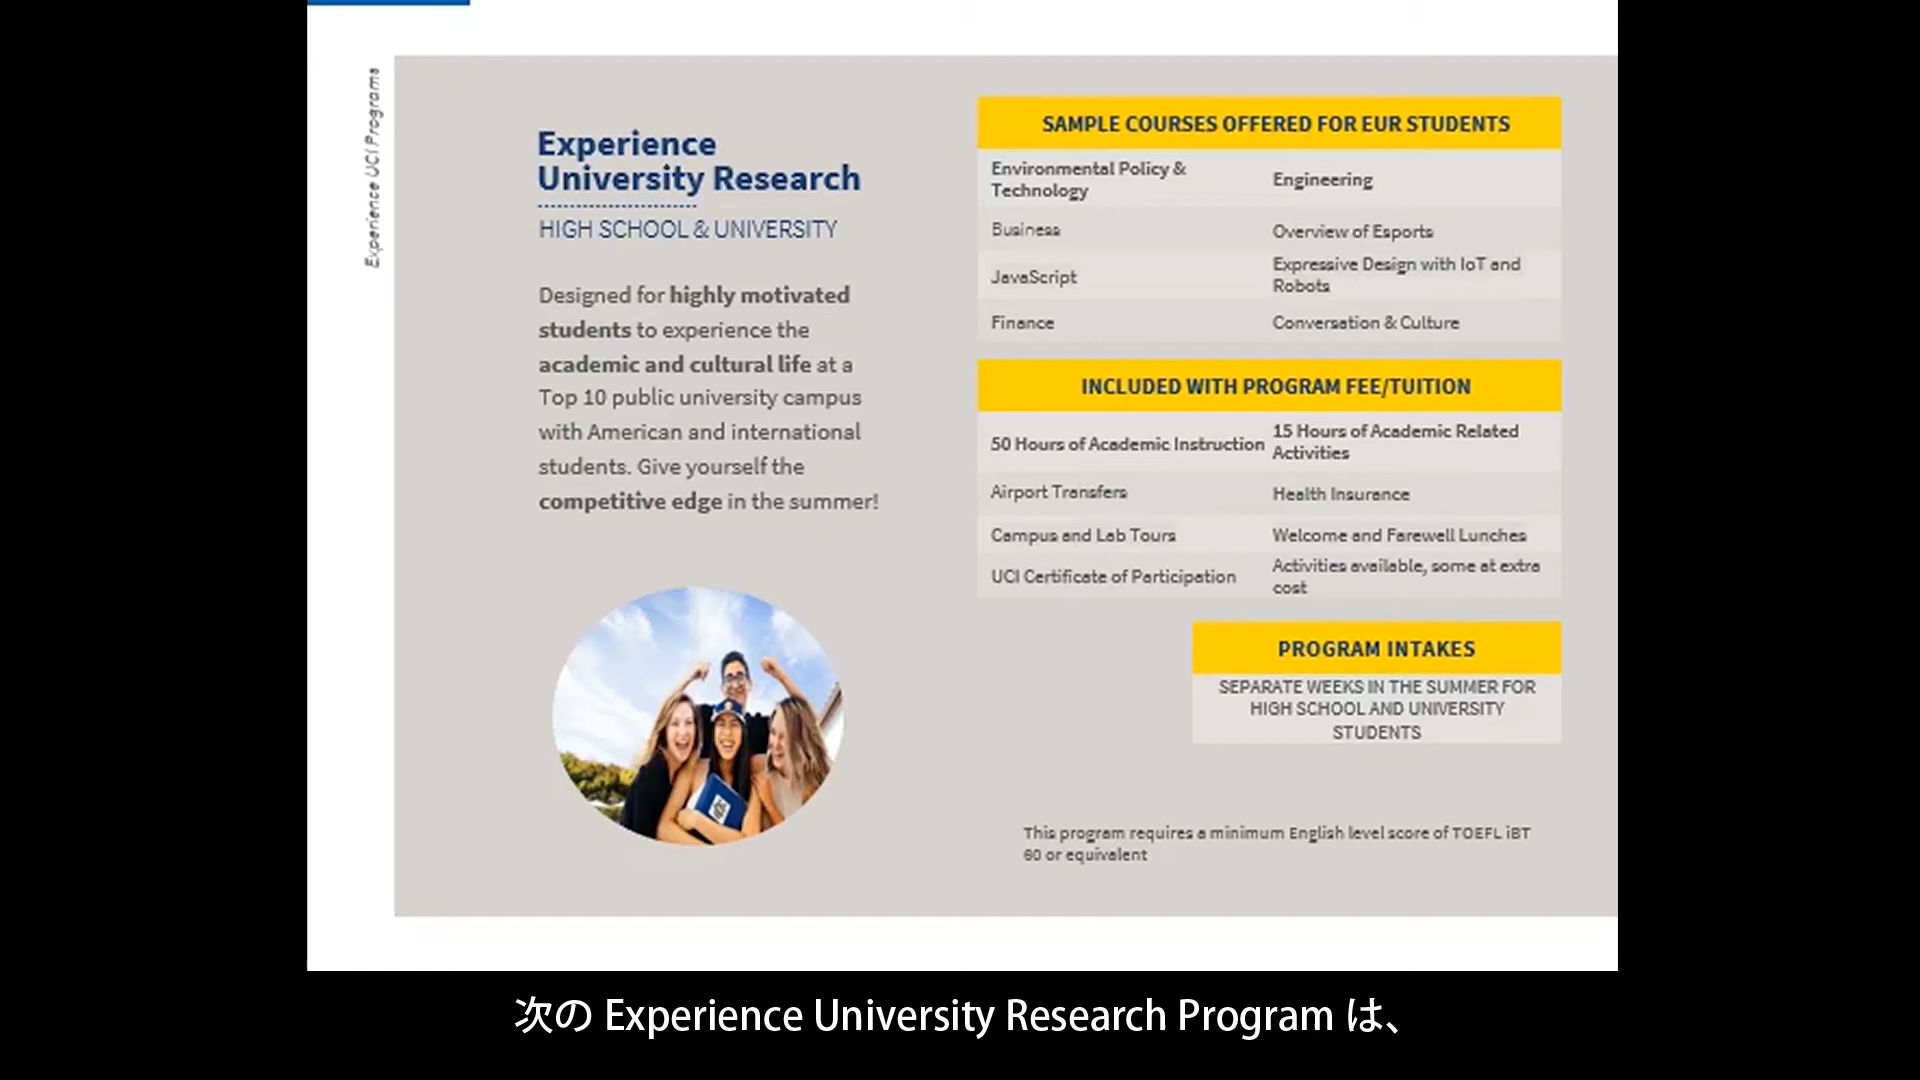 Experience UCI Programs
Experience
University Research
HIGH SCHOOL & UNIVERSITY
Designed for highly motivated
students to experience the
academic and cultural life at a
Top 10 public university campus
with American and international
students. Give yourself the
competitive edge in the summer!
SAMPLE COURSES OFFERED FOR EUR STUDENTS
Environmental Policy &
Technology
Engineering
Business
Overview of Esports
JavaScript
Expressive Design with IoT and
Robots
Finance
Conversation & Culture
INCLUDED WITH PROGRAM FEE/TUITION
50 Hours of Academic Instruction
15 Hours of Academic Related
Activities
Airport Transfers
Health Insurance
Campus and Lab Tours
Welcome and Farewell Lunches
UCI Certificate of Participation
Activities available, some at extra
cost
PROGRAM INTAKES
SEPARATE WEEKS IN THE SUMMER FOR
HIGH SCHOOL AND UNIVERSITY
STUDENTS
This program requires a minimum English level score of TOEFL iBT
60 or equivalent
次の Experience University Research Program は、